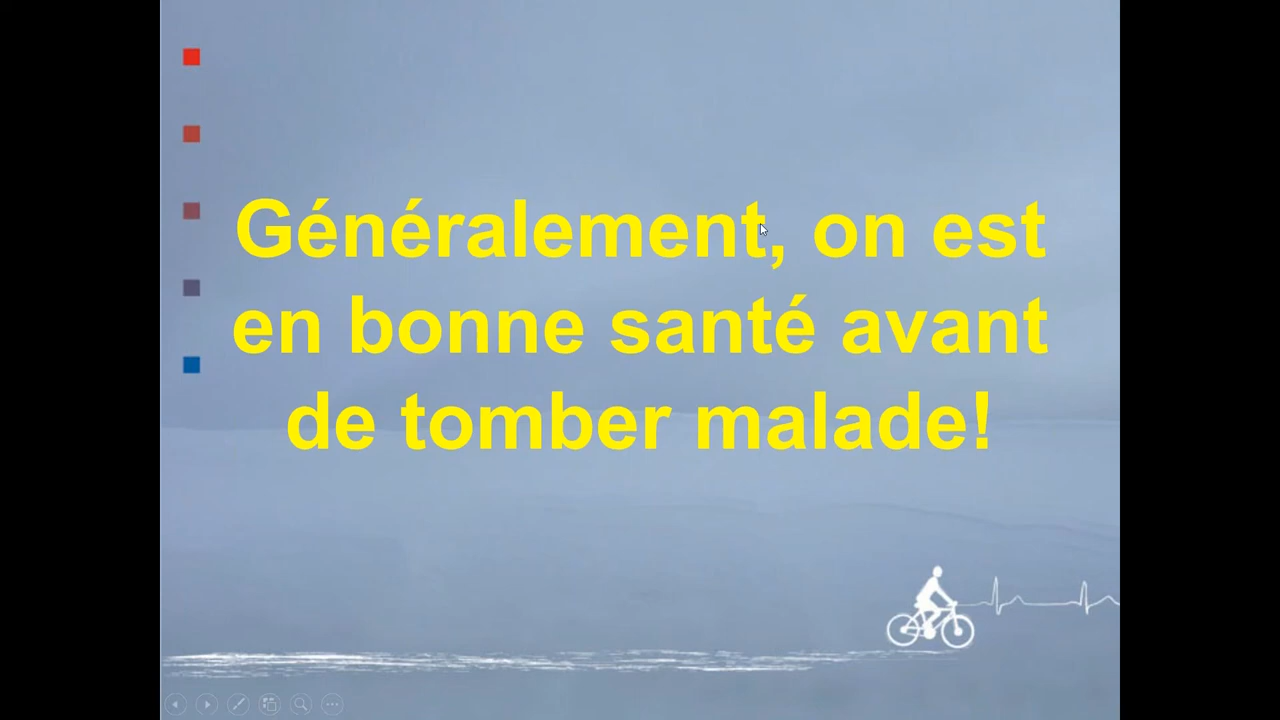 Généralement, on est
en bonne santé avant
de tomber malade!